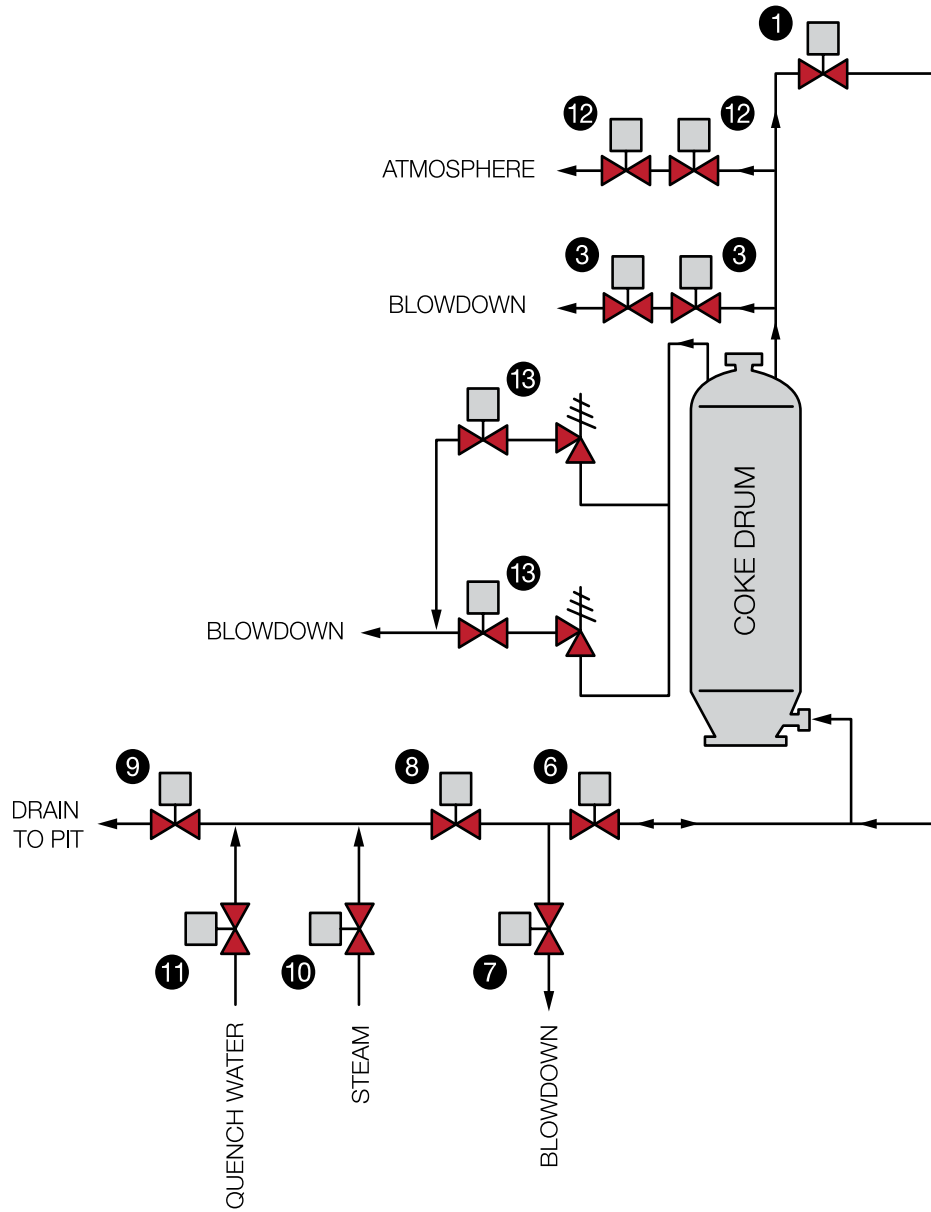 1
12
12
ATMOSPHERE
3
3
BLOWDOWN
13
COKE DRUM
13
BLOWDOWN
9
8
6
DRAIN
TO PIT
11
10
7
QUENCH WATER
STEAM
BLOWDOWN